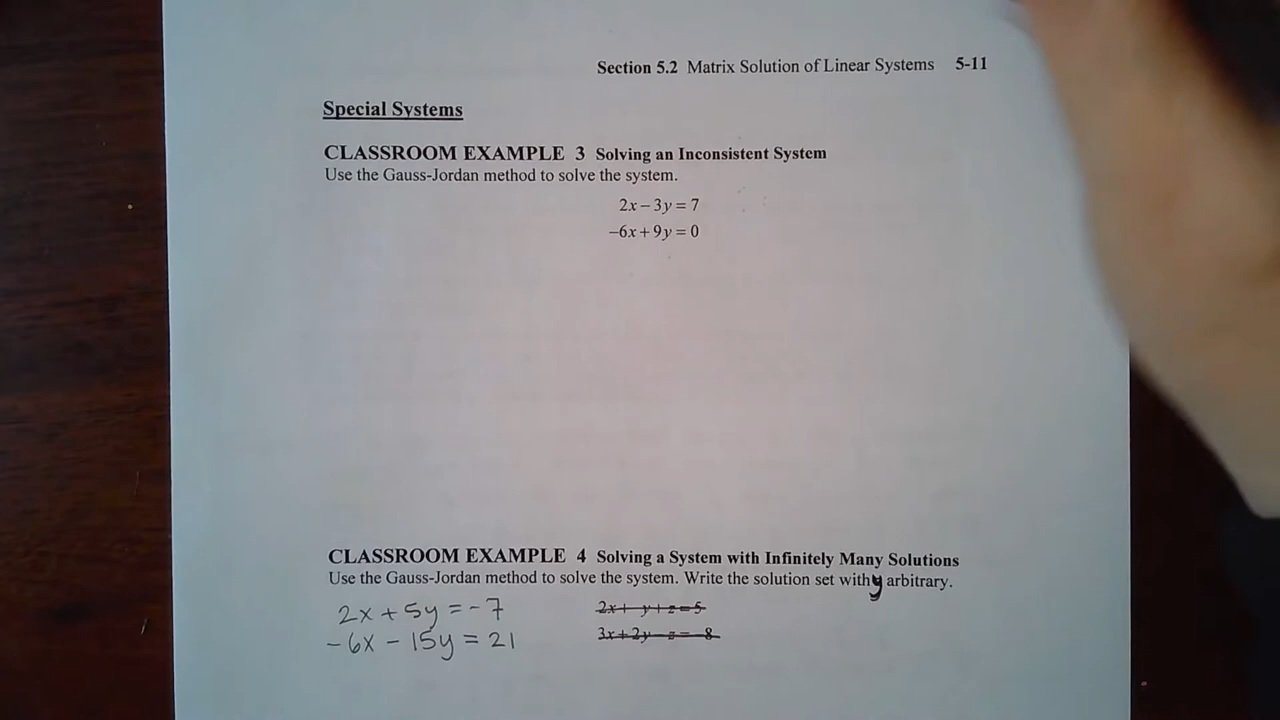 Section 5.2 Matrix Solution of Linear Systems 5-11
Special Systems
CLASSROOM EXAMPLE 3 Solving an Inconsistent System
Use the Gauss-Jordan method to solve the system.
2x – 3y = 7
–6x + 9y = 0
CLASSROOM EXAMPLE 4 Solving a System with Infinitely Many Solutions
Use the Gauss-Jordan method to solve the system. Write the solution set with y arbitrary.
2x + 5y = -7
2x + y + z = 5
-6x - 15y = 21
3x + 2y – z = –8